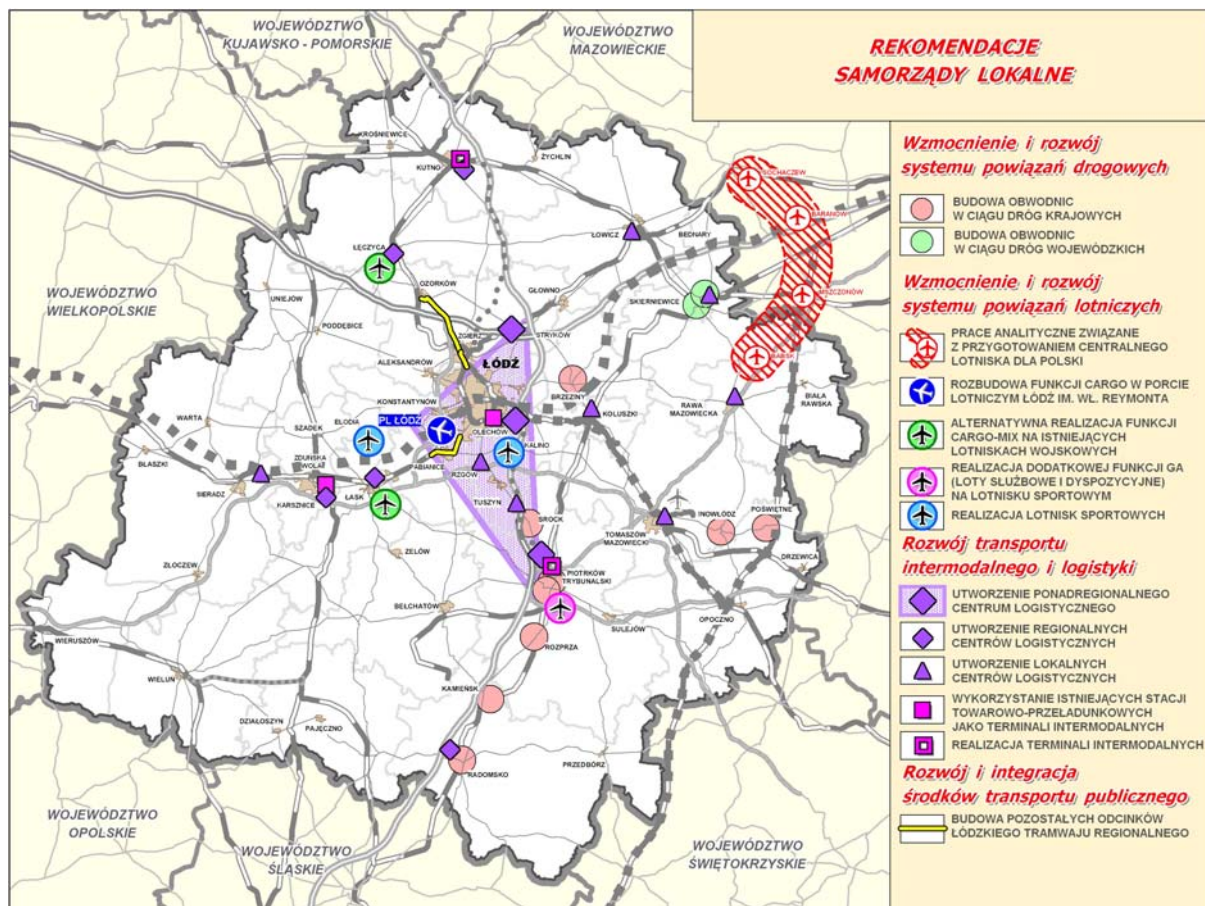 REKOMENDACJE
SAMORZĄDY LOKALNE
Wzmocnienie i rozwój
systemu powiązań drogowych
BUDOWA OBWODNIC
W CIĄGU DRÓG KRAJOWYCH
BUDOWA OBWODNIC
W CIĄGU DRÓG WOJEWÓDZKICH
Wzmocnienie i rozwój
systemu powiązań lotniczych
PRACE ANALITYCZNE ZWIĄZANE
Z PRZYGOTOWANIEM CENTRALNEGO
LOTNISKA DLA POLSKI
ROZBUDOWA FUNKCJI CARGO W PORCIE
LOTNICZYM ŁÓDŹ IM. WŁ. REYMONTA
ALTERNATYWNA REALIZACJA FUNKCJI
CARGO-MIX NA ISTNIEJĄCYCH
LOTNISKACH WOJSKOWYCH
REALIZACJA DODATKOWEJ FUNKCJI GA
(LOTY SŁUŻBOWE I DYSPOZYCYJNE)
NA LOTNISKU SPORTOWYM
REALIZACJA LOTNISK SPORTOWYCH
Rozwój transportu
intermodalnego i logistyki
UTWORZENIE PONADREGIONALNEGO
CENTRUM LOGISTYCZNEGO
UTWORZENIE REGIONALNYCH
CENTRÓW LOGISTYCZNYCH
UTWORZENIE LOKALNYCH
CENTRÓW LOGISTYCZNYCH
WYKORZYSTANIE ISTNIEJĄCYCH STACJI
TOWAROWO-PRZEŁADUNKOWYCH
JAKO TERMINALI INTERMODALNYCH
REALIZACJA TERMINALI INTERMODALNYCH
Rozwój i integracja
środków transportu publicznego
BUDOWA POZOSTAŁYCH ODCINKÓW
ŁÓDZKIEGO TRAMWAJU REGIONALNEGO
WOJEWÓDZTWO
KUJAWSKO - POMORSKIE
WOJEWÓDZTWO
MAZOWIECKIE
KROŚNIEWICE
KUTNO
ŻYCHLIN
SOCHACZEW
BARANÓW
ŁOWICZ
BEDNARY
ŁĘCZYCA
WOJEWÓDZTWO
WIELKOPOLSKIE
UNIEJÓW
OZORKÓW
GŁOWNO
SKIERNIEWICE
MSZCZONÓW
PODDĘBICE
ZGIERZ
STRYKÓW
ALEKSANDRÓW
ŁÓDŹ
BABSK
KONSTANTYNÓW
BRZEZINY
BIAŁA
RAWSKA
RAWA
MAZOWIECKA
WARTA
SZADEK
PL ŁÓDŹ
OLECHÓW
KOLUSZKI
KALINO
BŁASZKI
ZDUŃSKA
WOLA
PABIANICE
RZGÓW
SIERADZ
KARSZNICE
ŁASK
TUSZYN
INOWŁÓDZ
POŚWIĘTNE
SROCK
TOMASZÓW
MAZOWIECKI
ZŁOCZEW
ZELÓW
DRZEWICA
PIOTRKÓW
TRYBUNALSKI
BEŁCHATÓW
SULEJÓW
OPOCZNO
WIERUSZÓW
ROZPRZA
WIELUŃ
KAMIEŃSK
DZIAŁOSZYN
PAJĘCZNO
RADOMSKO
PRZEDBÓRZ
WOJEWÓDZTWO
OPOLSKIE
WOJEWÓDZTWO
ŚLĄSKIE
WOJEWÓDZTWO
ŚWIĘTOKRZYSKIE